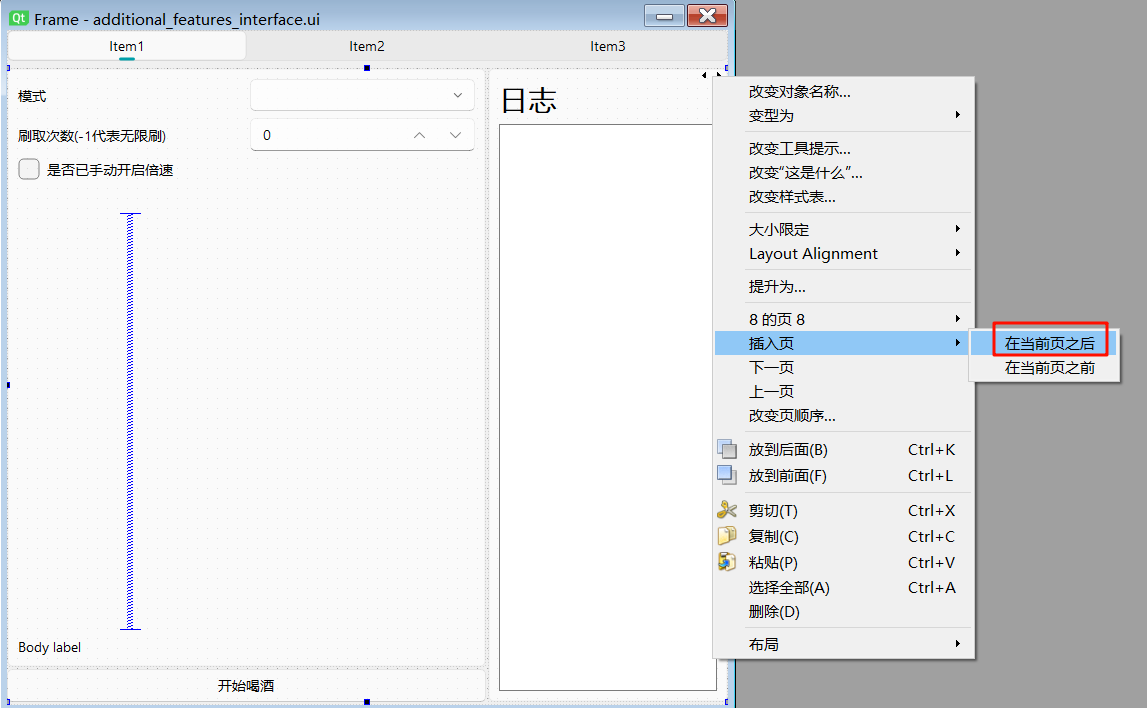 Qt Frame - additional_features_interface.ui
Item1 Item2 Item3
模式
刷取次数(-1代表无限刷) 0
是否已手动开启倍速
Body label
开始喝酒
日志
改变对象名称...
变型为
改变工具提示...
改变“这是什么”...
改变样式表...
大小限定
Layout Alignment
提升为...
8 的页 8
插入页
下一页
上一页
改变页顺序...
放到后面(B) Ctrl+K
放到前面(F) Ctrl+L
剪切(T) Ctrl+X
复制(C) Ctrl+C
粘贴(P) Ctrl+V
选择全部(A) Ctrl+A
删除(D)
布局
在当前页之后
在当前页之前